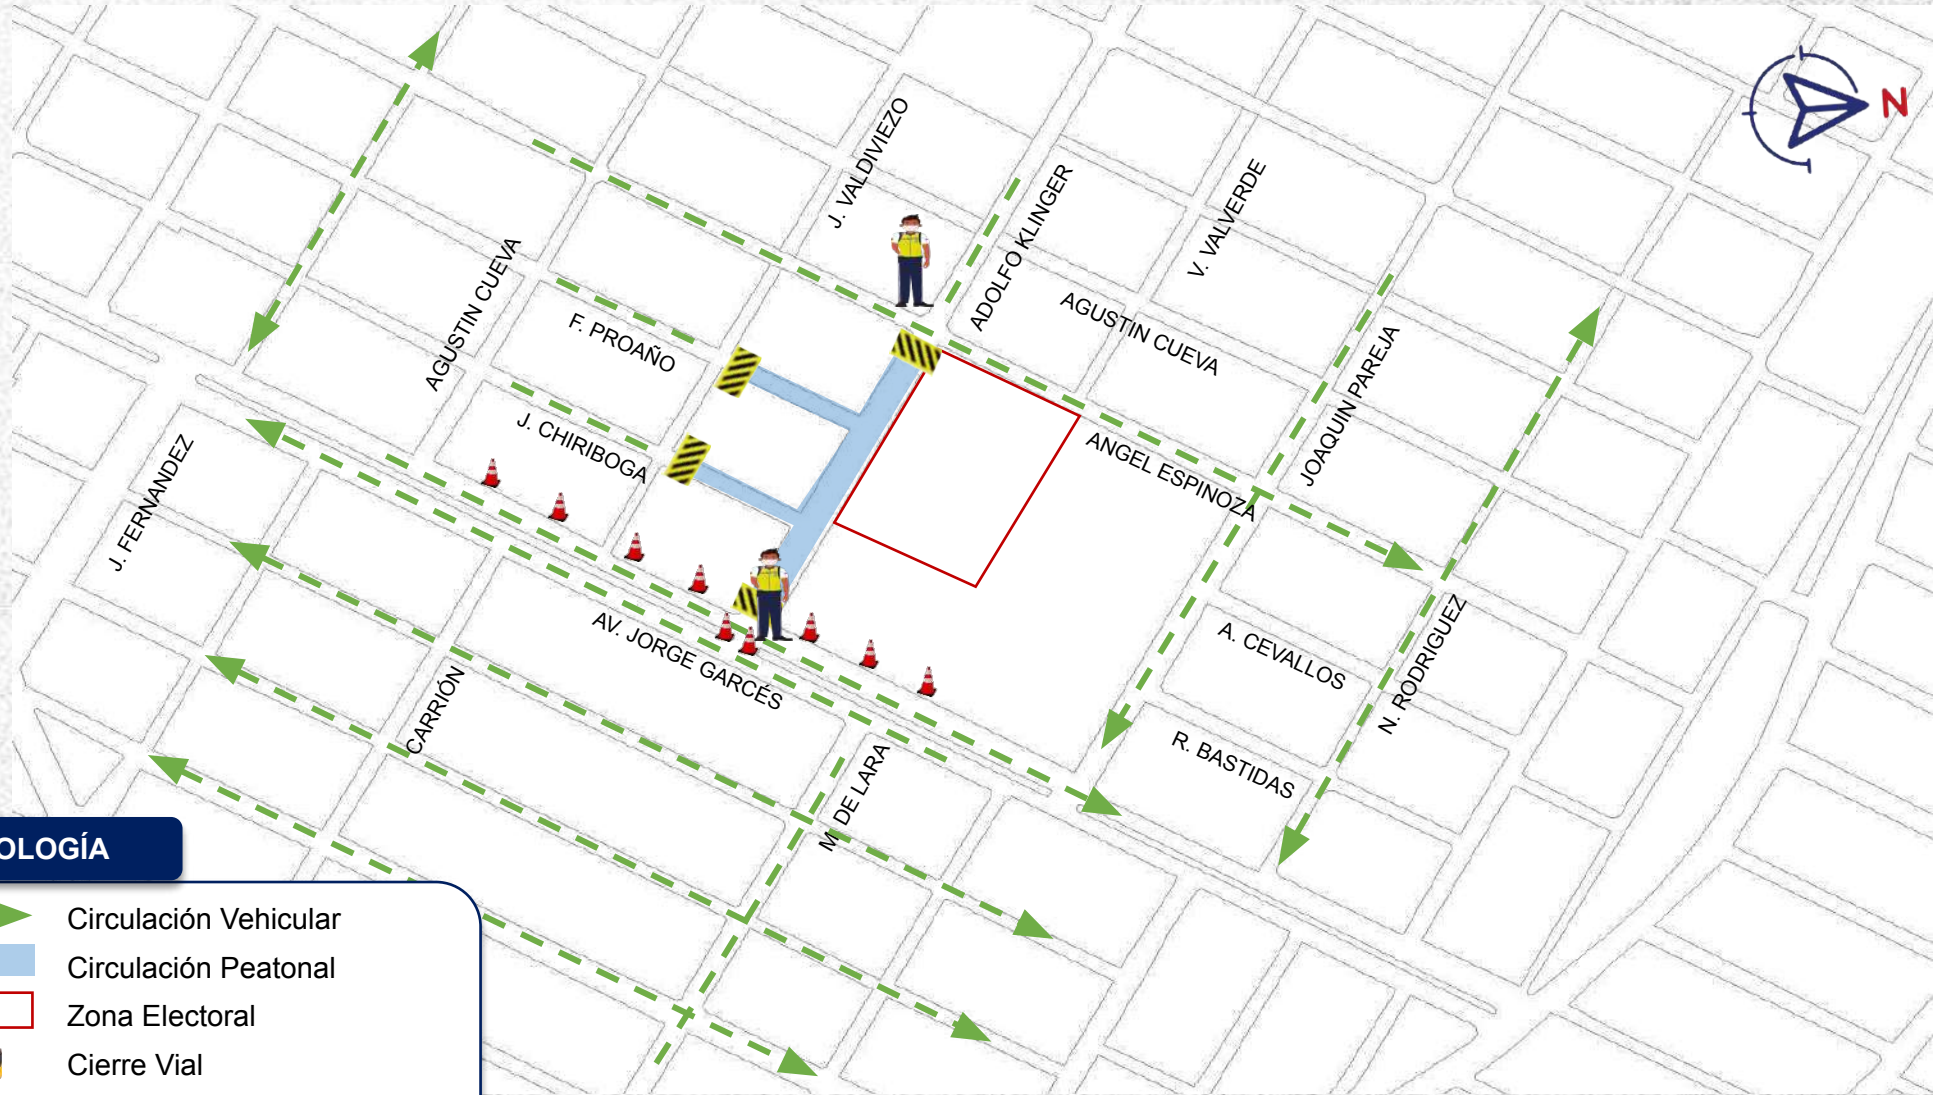 N
J. VALDIVIEZO
ADOLFO KLINGER
V. VALVERDE
AGUSTIN CUEVA
AGUSTIN CUEVA
F. PROAÑO
J. CHIRIBOGA
JOAQUIN PAREJA
ANGEL ESPINOZA
J. FERNANDEZ
AV. JORGE GARCÉS
CARRIÓN
M. DE LARA
A. CEVALLOS
N. RODRIGUEZ
R. BASTIDAS
OLOGÍA
Circulación Vehicular
Circulación Peatonal
Zona Electoral
Cierre Vial